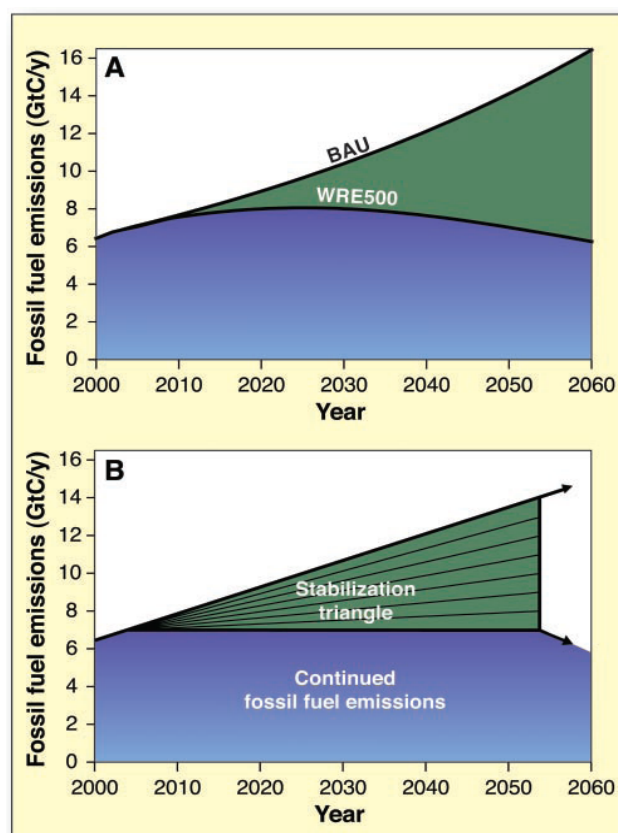 A
Fossil fuel emissions (GtC/y)
16
14
12
10
8
6
4
2
0
BAU
WRE500
2000 2010 2020 2030 2040 2050 2060
Year
B
Fossil fuel emissions (GtC/y)
16
14
12
10
8
6
4
2
0
Stabilization
triangle
Continued
fossil fuel emissions
2000 2010 2020 2030 2040 2050 2060
Year